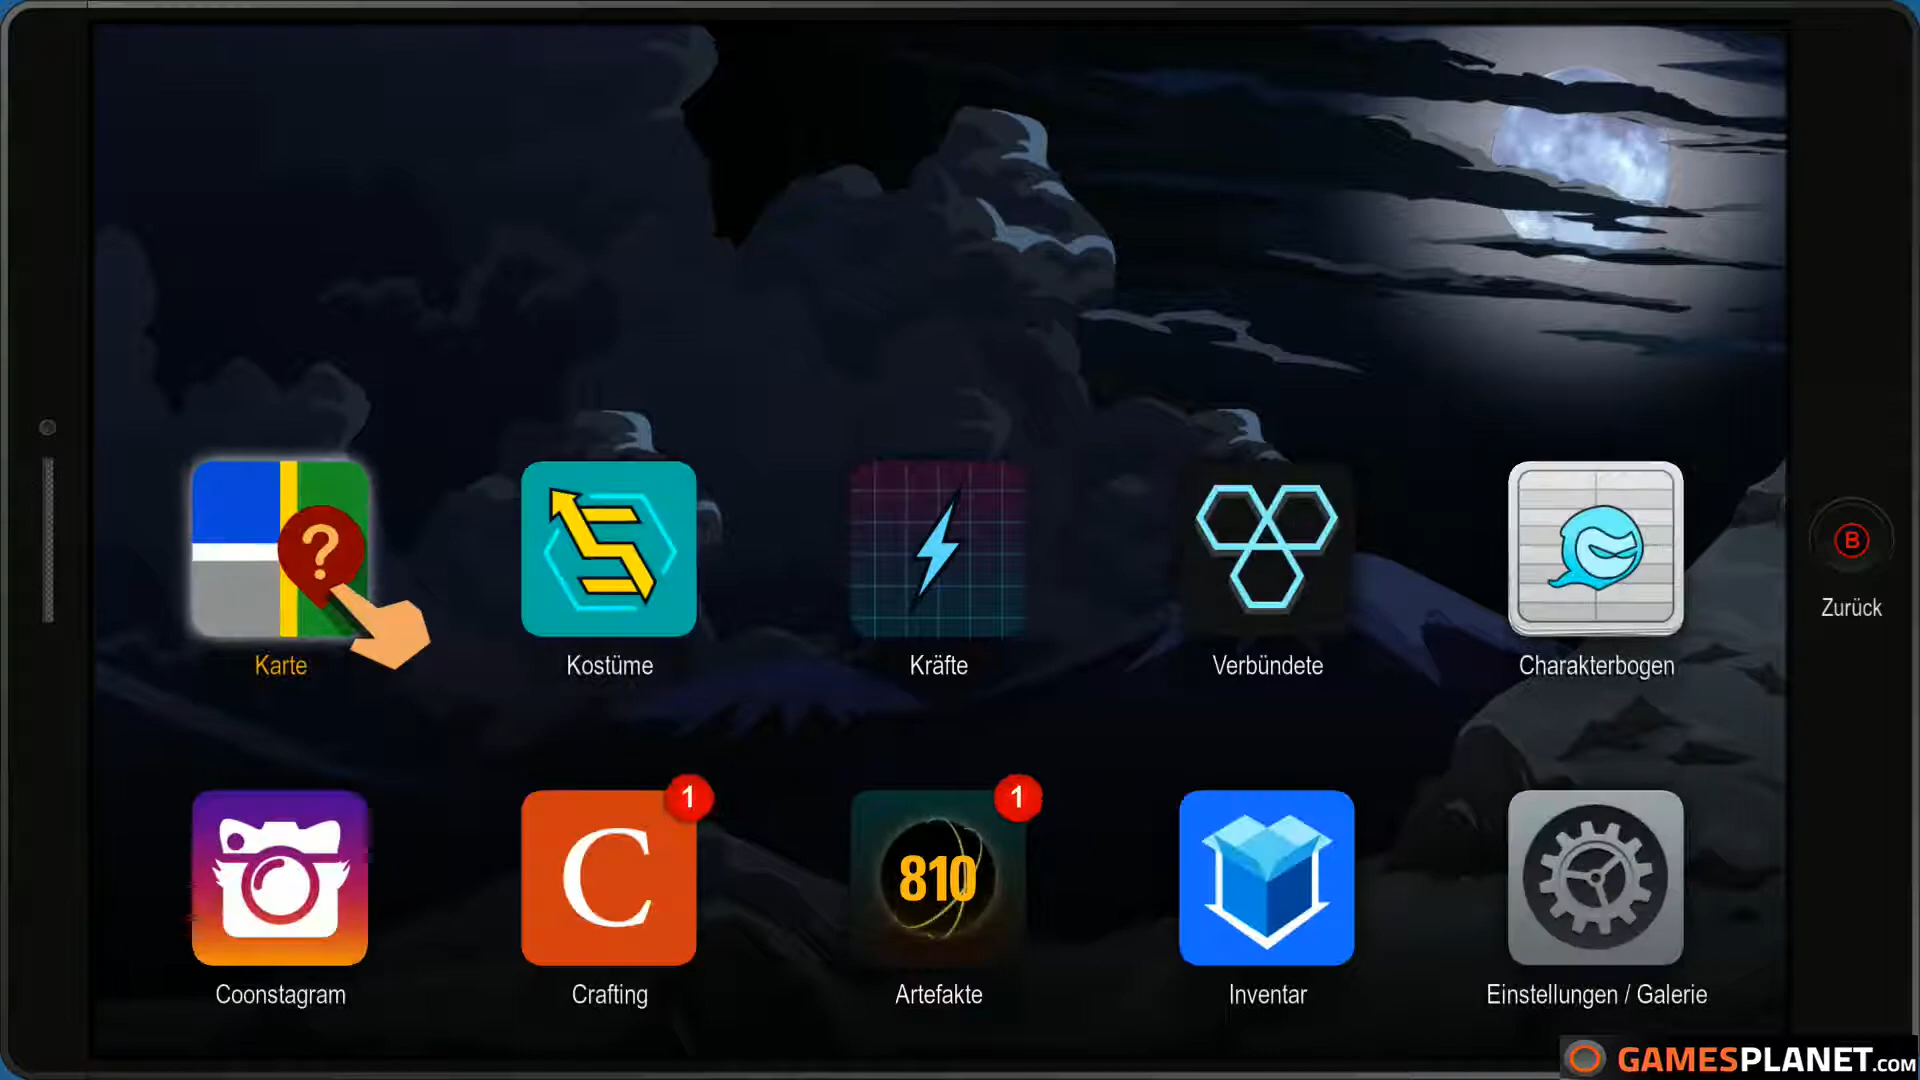 ?
Karte
Kostüme
Kräfte
Verbündete
Charakterbogen
B
Zurück
1
1
C
810
Coonstagram
Crafting
Artefakte
Inventar
Einstellungen / Galerie
GAMESPLANET.COM